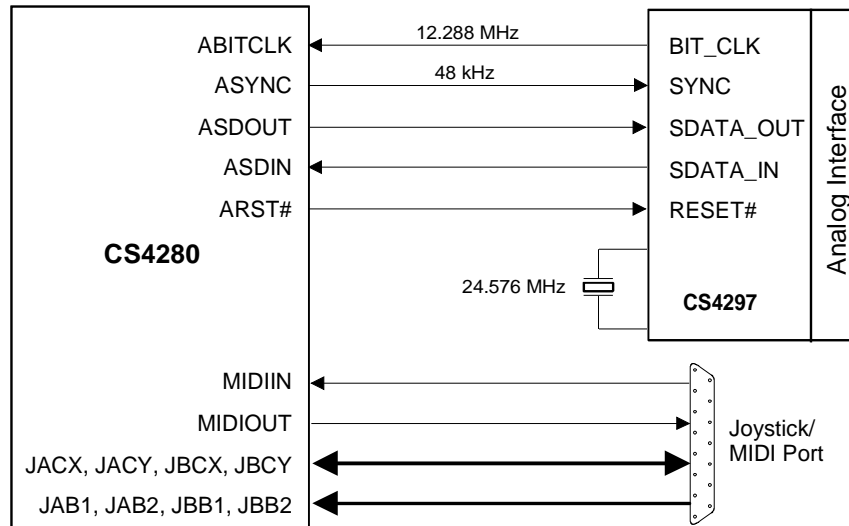 ABITCLK
12.288 MHz
BIT_CLK
ASYNC
48 kHz
SYNC
ASDOUT
SDATA_OUT
ASDIN
SDATA_IN
ARST#
RESET#
CS4280
24.576 MHz
CS4297
Analog Interface
MIDIIN
MIDIOUT
JACX, JACY, JBCX, JBCY
JAB1, JAB2, JBB1, JBB2
Joystick/
MIDI Port